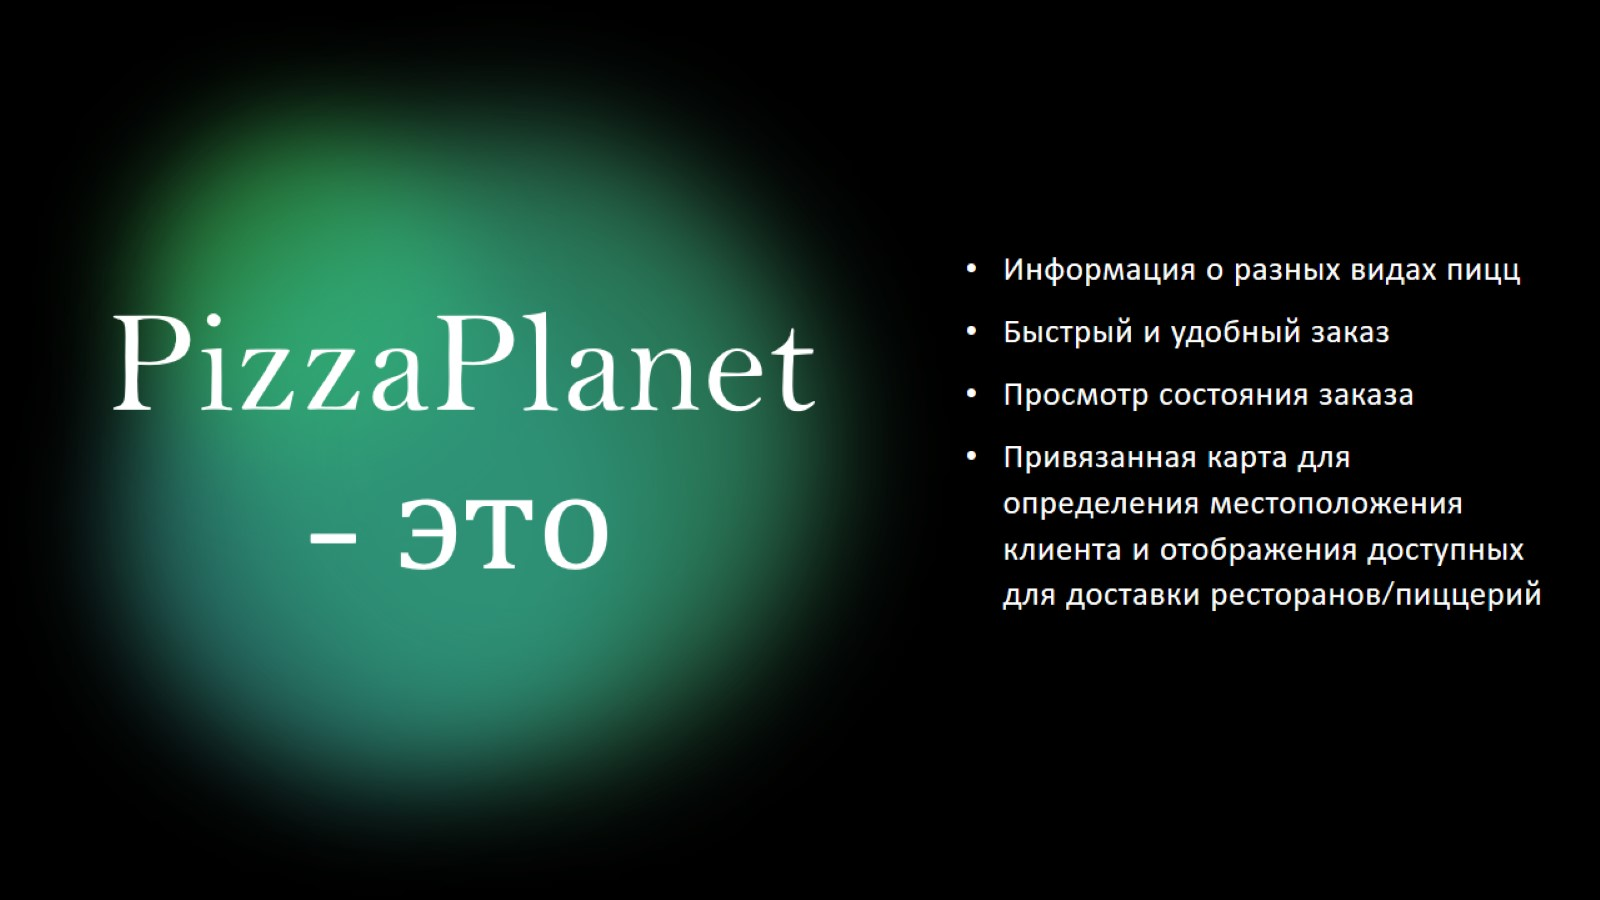 PizzaPlanet
– это
• Информация о разных видах пицц
• Быстрый и удобный заказ
• Просмотр состояния заказа
• Привязанная карта для
определения местоположения
клиента и отображения доступных
для доставки ресторанов/пиццерий